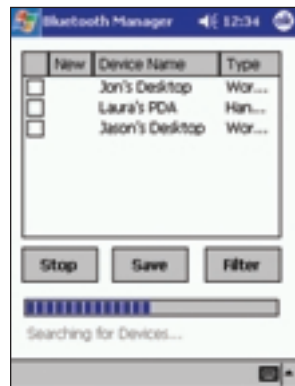 Bluetooth Manager 12:34 ok
New Device Name Type
Jon's Desktop Wor...
Laura's PDA Han...
Jason's Desktop Wor...
Stop Save Filter
Searching for Devices...